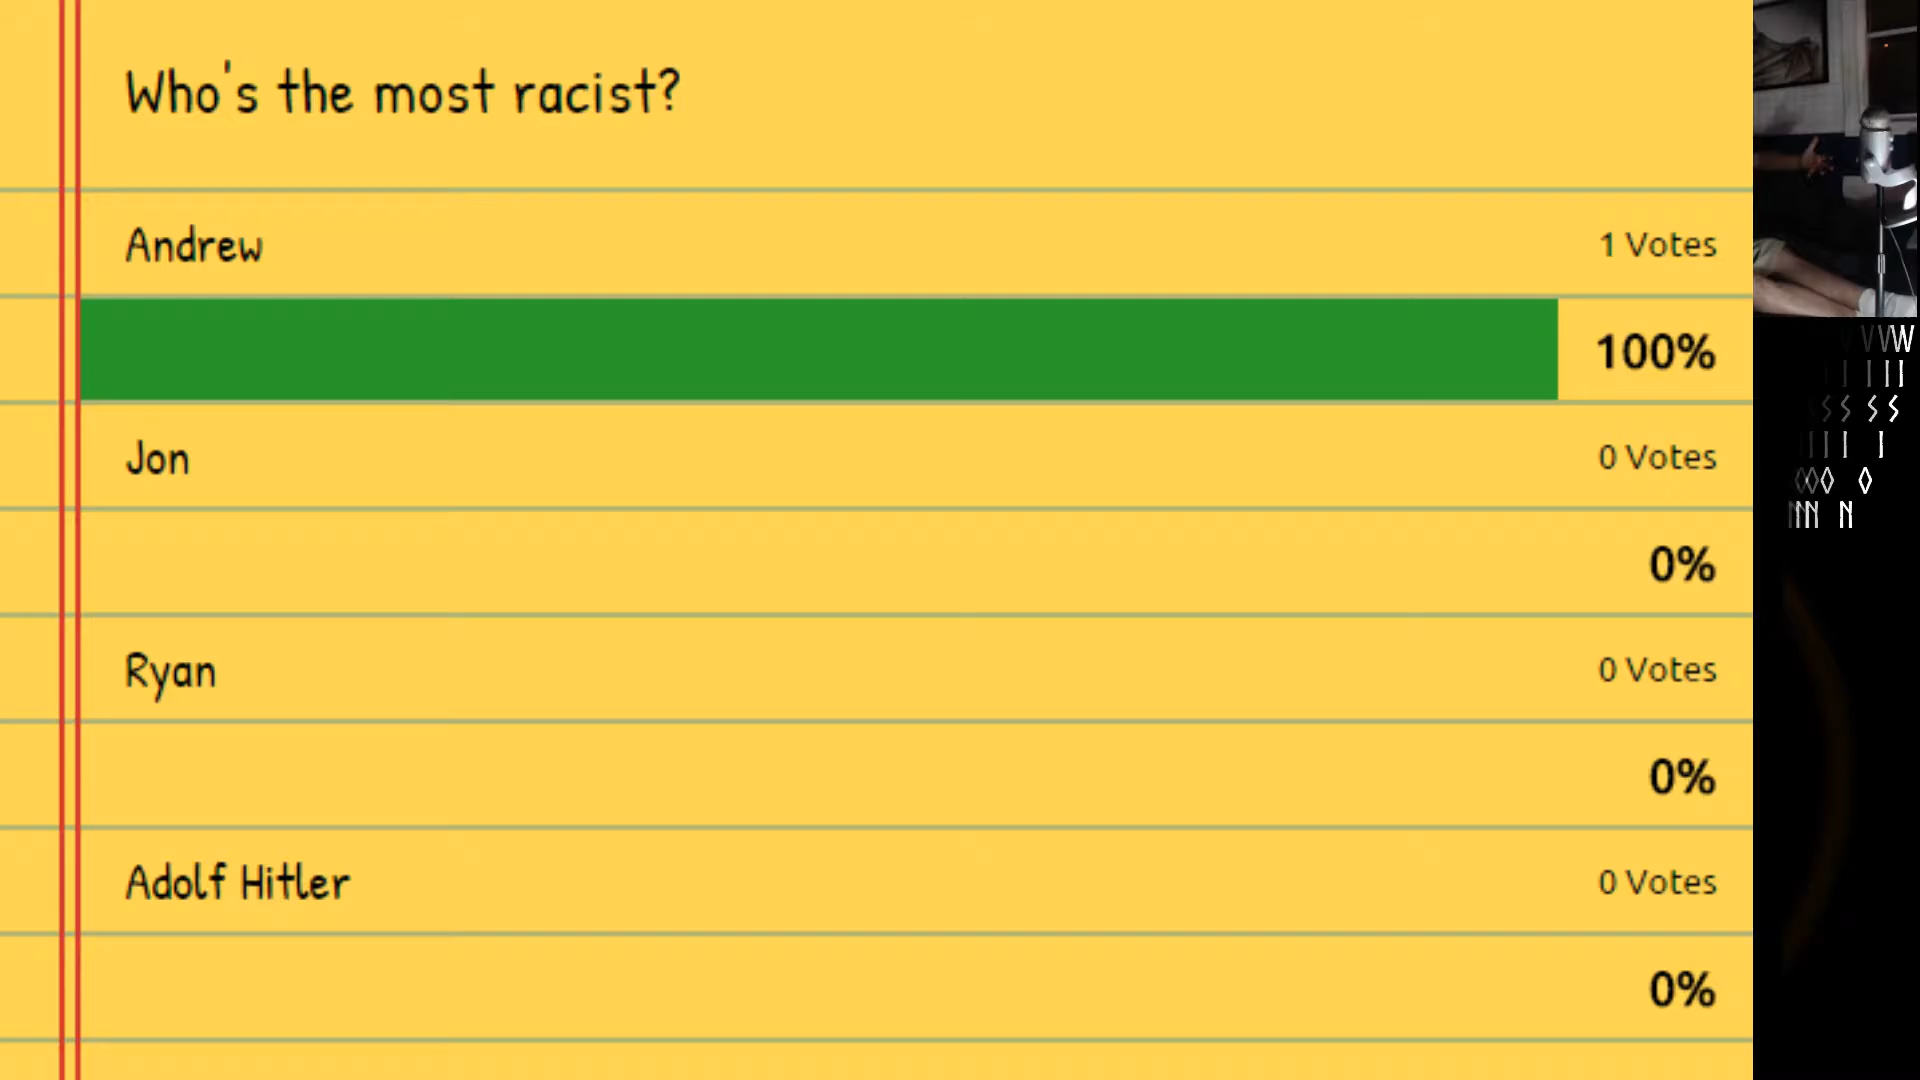 Who's the most racist?
Andrew 1 Votes
100%
Jon 0 Votes
0%
Ryan 0 Votes
0%
Adolf Hitler 0 Votes
0%